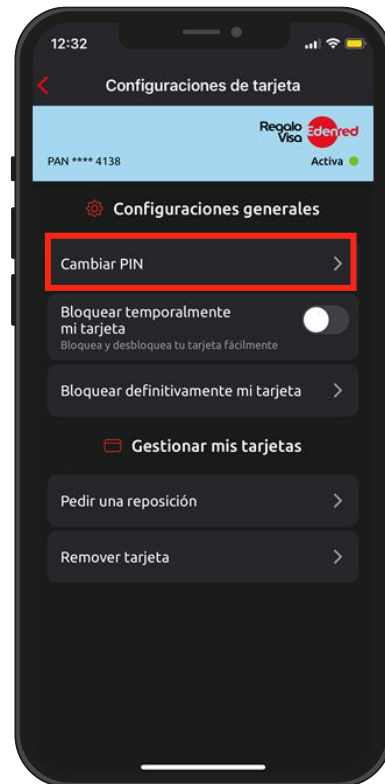 12:32
Configuraciones de tarjeta
Regalo
Visa
Edenred
PAN **** 4138
Activa
Configuraciones generales
Cambiar PIN
Bloquear temporalmente
mi tarjeta
Bloquea y desbloquea tu tarjeta fácilmente
Bloquear definitivamente mi tarjeta
Gestionar mis tarjetas
Pedir una reposición
Remover tarjeta